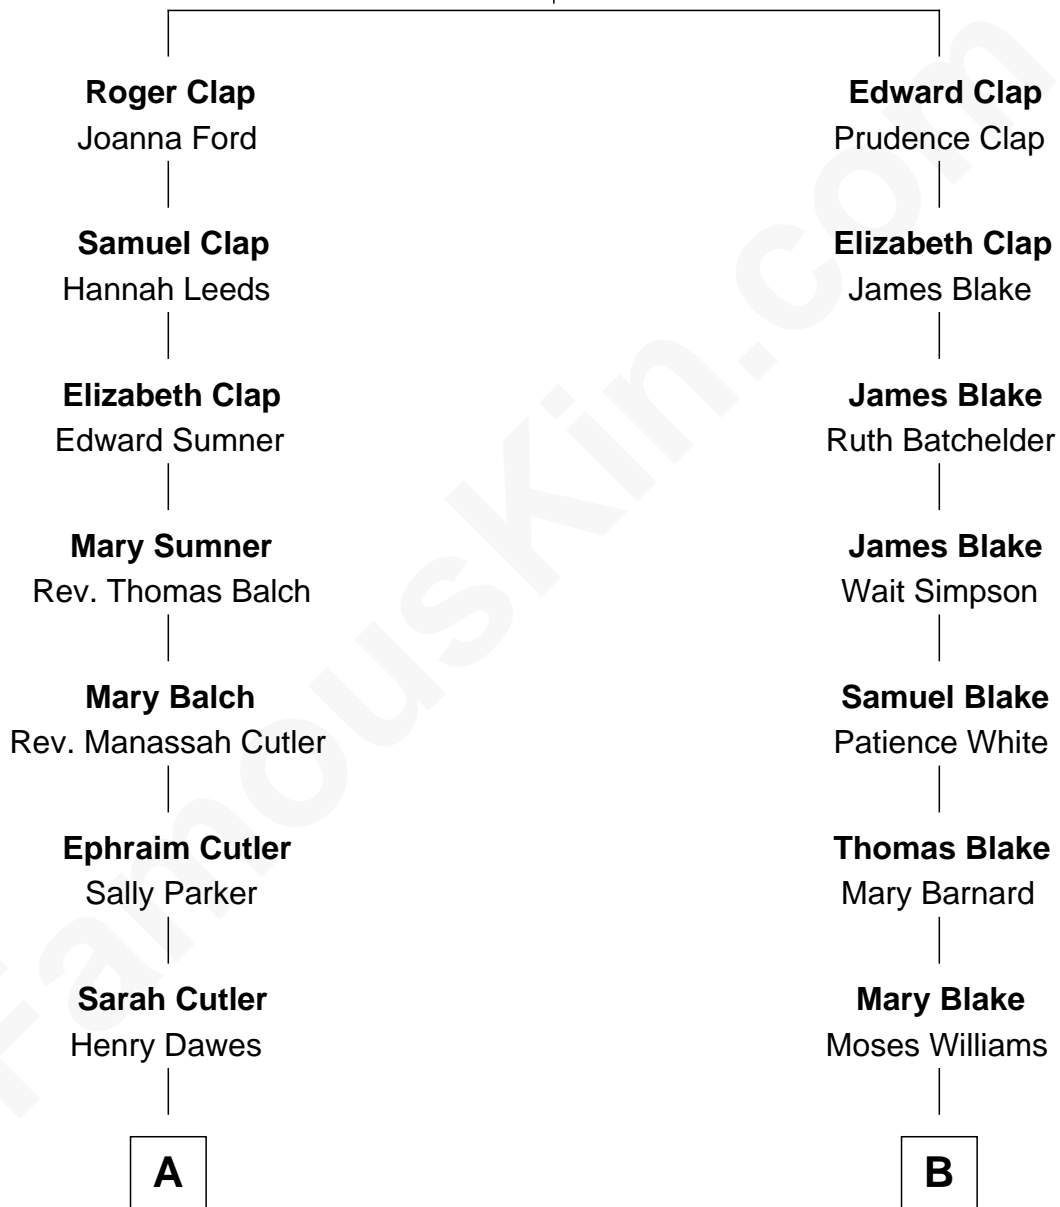 Roger Clap
Joanna Ford
Samuel Clap
Hannah Leeds
Elizabeth Clap
Edward Sumner
Mary Sumner
Rev. Thomas Balch
Mary Balch
Rev. Manassah Cutler
Ephraim Cutler
Sally Parker
Sarah Cutler
Henry Dawes
A
Edward Clap
Prudence Clap
Elizabeth Clap
James Blake
James Blake
Ruth Batchelder
James Blake
Wait Simpson
Samuel Blake
Patience White
Thomas Blake
Mary Barnard
Mary Blake
Moses Williams
B
FamousKin.com